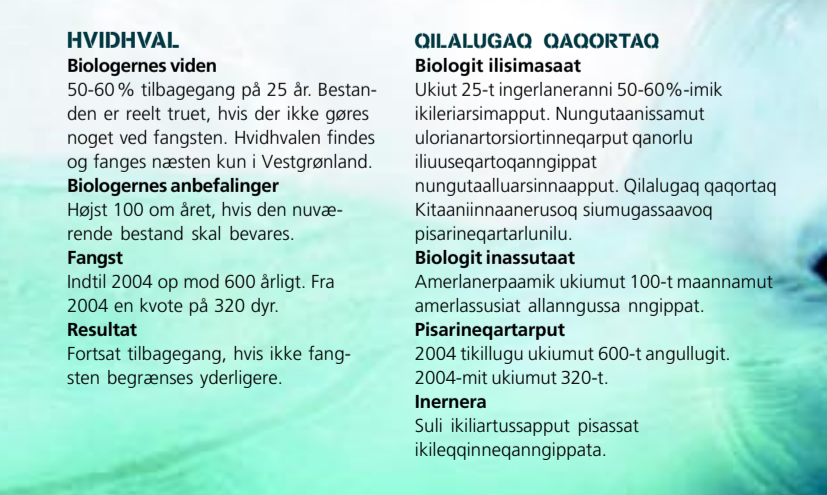 HVIDHVAL
Biologernes viden
50-60 % tilbagegang på 25 år. Bestan-
den er reelt truet, hvis der ikke gøres
noget ved fangsten. Hvidhvalen findes
og fanges næsten kun i Vestgrønland.
Biologernes anbefalinger
Højst 100 om året, hvis den nuvæ-
rende bestand skal bevares.
Fangst
Indtil 2004 op mod 600 årligt. Fra
2004 en kvote på 320 dyr.
Resultat
Fortsat tilbagegang, hvis ikke fang-
sten begrænses yderligere.
QILALUGAQ QAQORTAQ
Biologit ilisimasaat
Ukiut 25-t ingerlaneranni 50-60%-imik
ikileriarsimapput. Nungutaanissamut
ulorianartorsiortinneqarput qanorlu
iliuuseqartoqanngippat
nungutaalluarsinnaapput. Qilalugaq qaqortaq
Kitaaniinnaanerusoq siumugassaavoq
pisarineqartarlunilu.
Biologit inassutaat
Amerlanerpaamik ukiumut 100-t maannamut
amerlassusiat allanngussa nngippat.
Pisarineqartarput
2004 tikillugu ukiumut 600-t angullugit.
2004-mit ukiumut 320-t.
Inernera
Suli ikiliartussapput pisassat
ikileqqinneqanngippata.